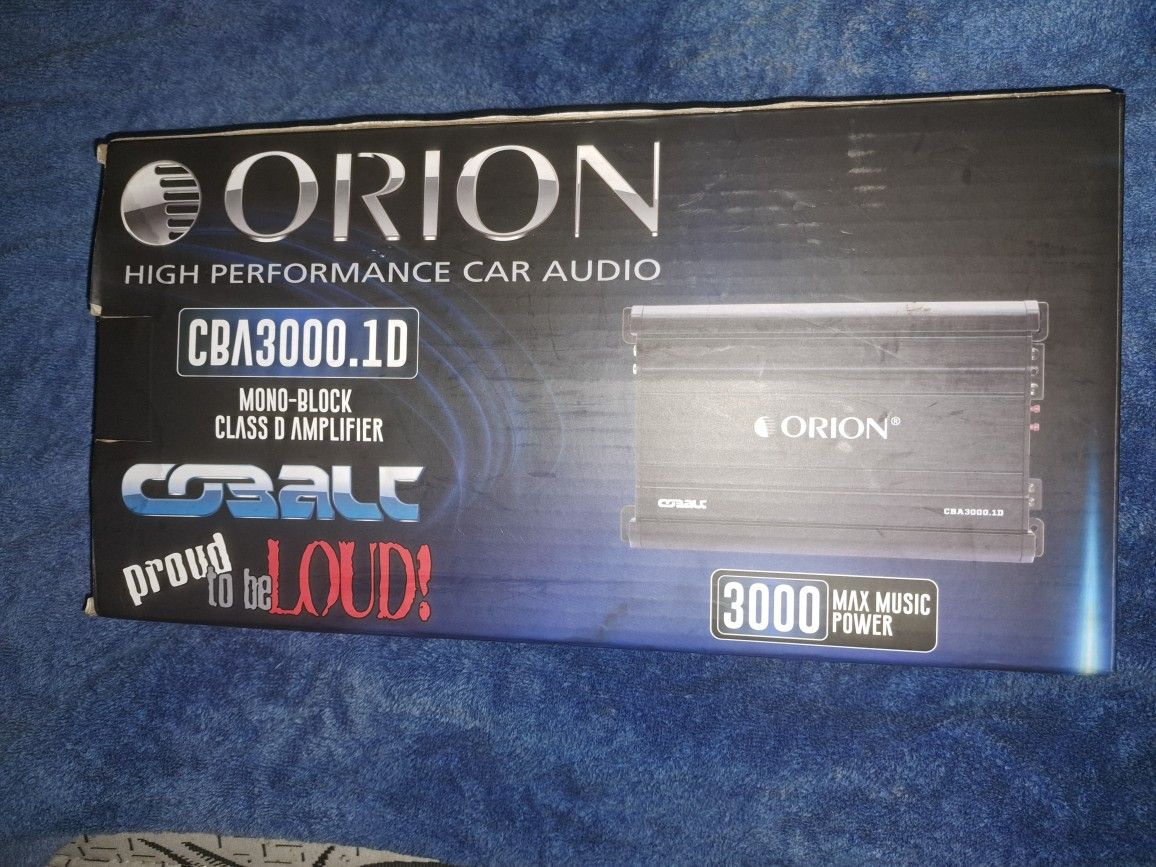 ORION
HIGH PERFORMANCE CAR AUDIO
CBA3000.1D
MONO-BLOCK
CLASS D AMPLIFIER
COBALT
proud
to be LOUD!
ORION®
COBALT
CBA3000.1D
3000 MAX MUSIC
POWER